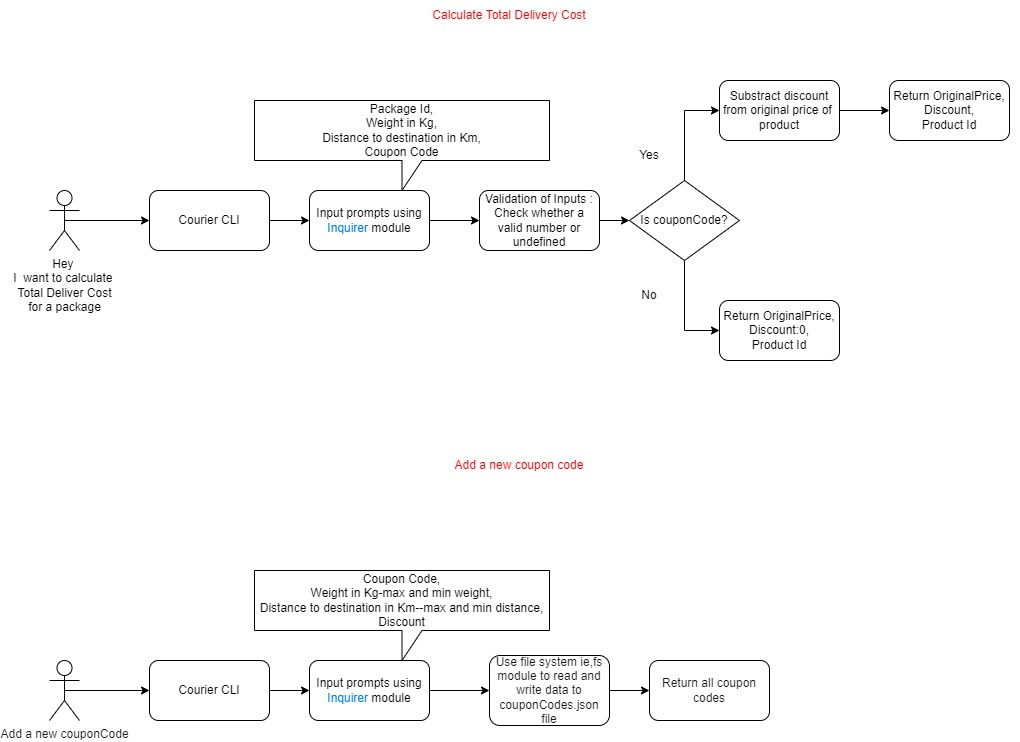 Calculate Total Delivery Cost
Package Id,
Weight in Kg,
Distance to destination in Km,
Coupon Code
Hey
I want to calculate
Total Deliver Cost
for a package
Courier CLI
Input prompts using
Inquirer module
Validation of Inputs :
Check whether a
valid number or
undefined
Is couponCode?
Yes
Substract discount
from original price of
product
Return OriginalPrice,
Discount,
Product Id
No
Return OriginalPrice,
Discount:0,
Product Id
Add a new coupon code
Coupon Code,
Weight in Kg-max and min weight,
Distance to destination in Km--max and min distance,
Discount
Add a new couponCode
Courier CLI
Input prompts using
Inquirer module
Use file system ie,fs
module to read and
write data to
couponCodes.json
file
Return all coupon
codes